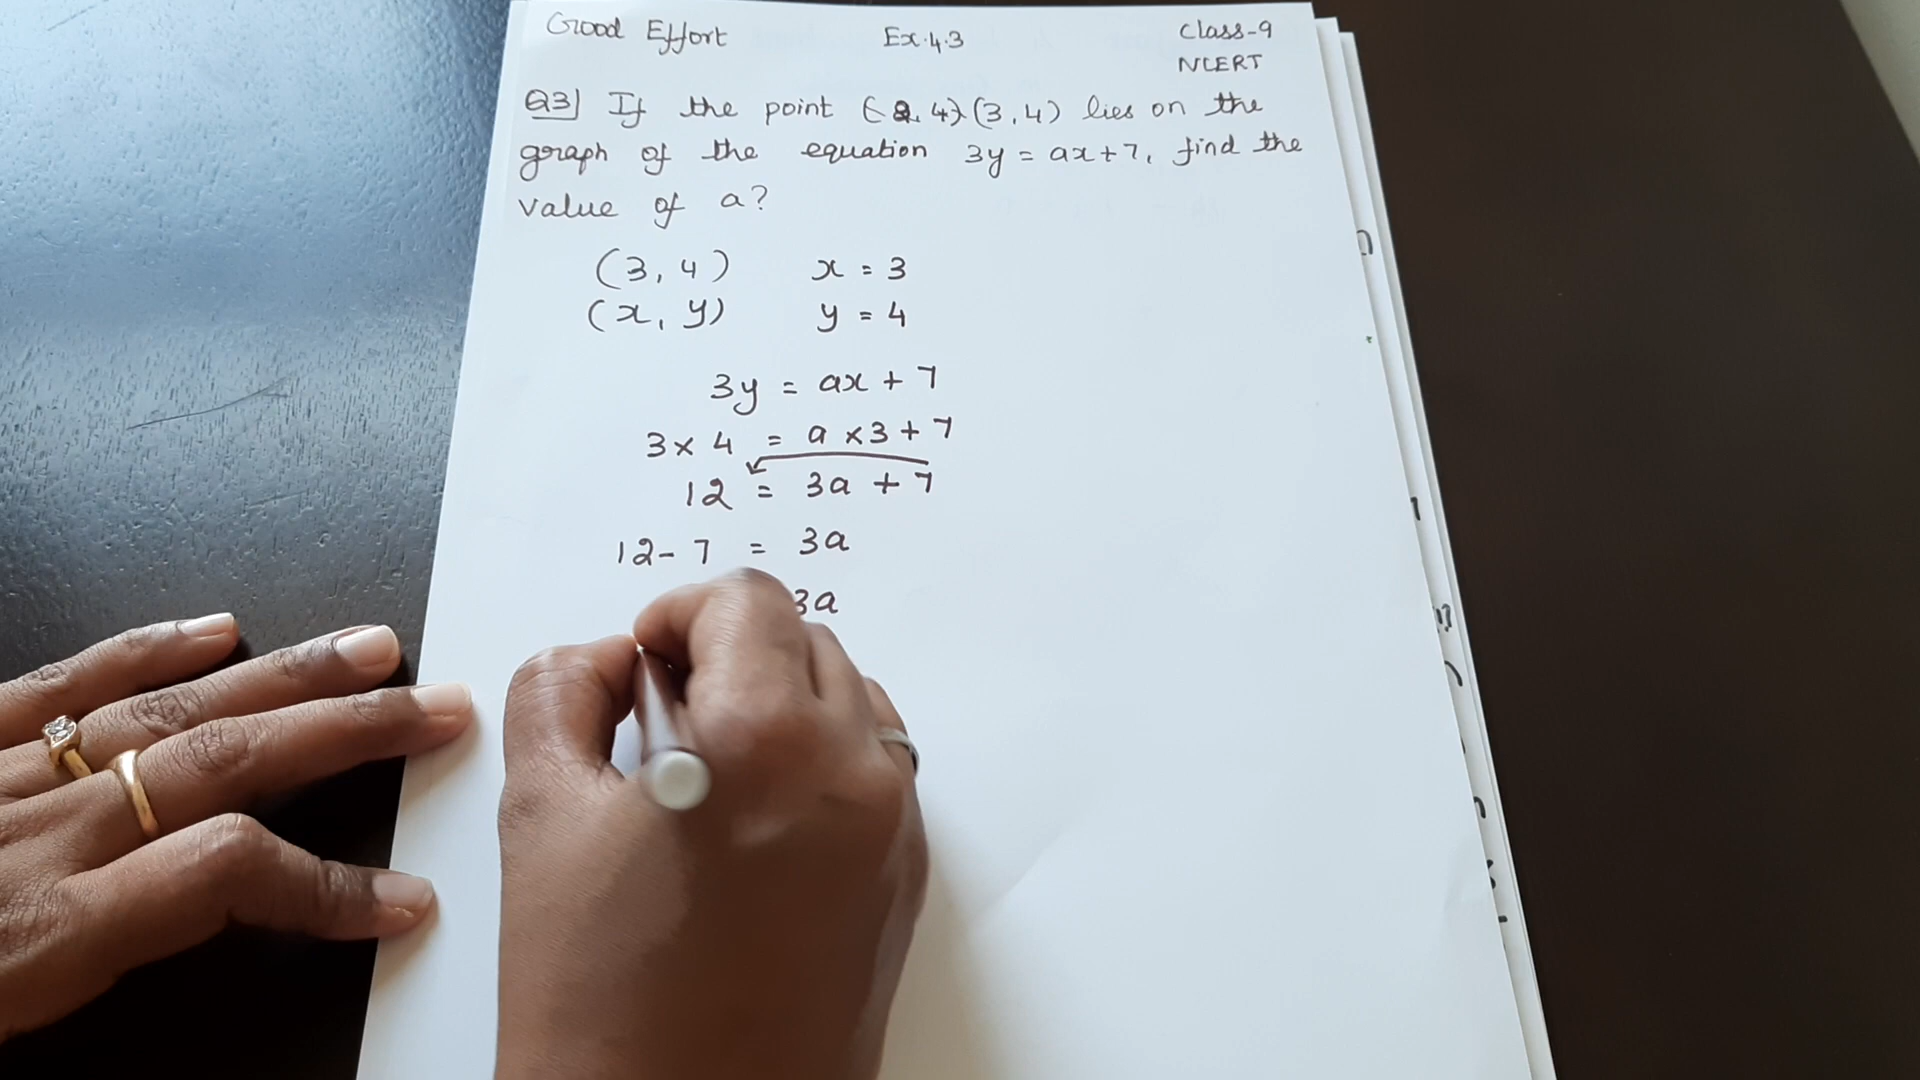 Good Effort Ex.4.3 Class-9
NCERT
Q3) If the point (3,4) lies on the
graph of the equation 3y = ax+7, find the
value of a?
(3, 4) x = 3
(x, y) y = 4
3y = ax + 7
3 × 4 = a × 3 + 7
12 = 3a + 7
12 - 7 = 3a
3a